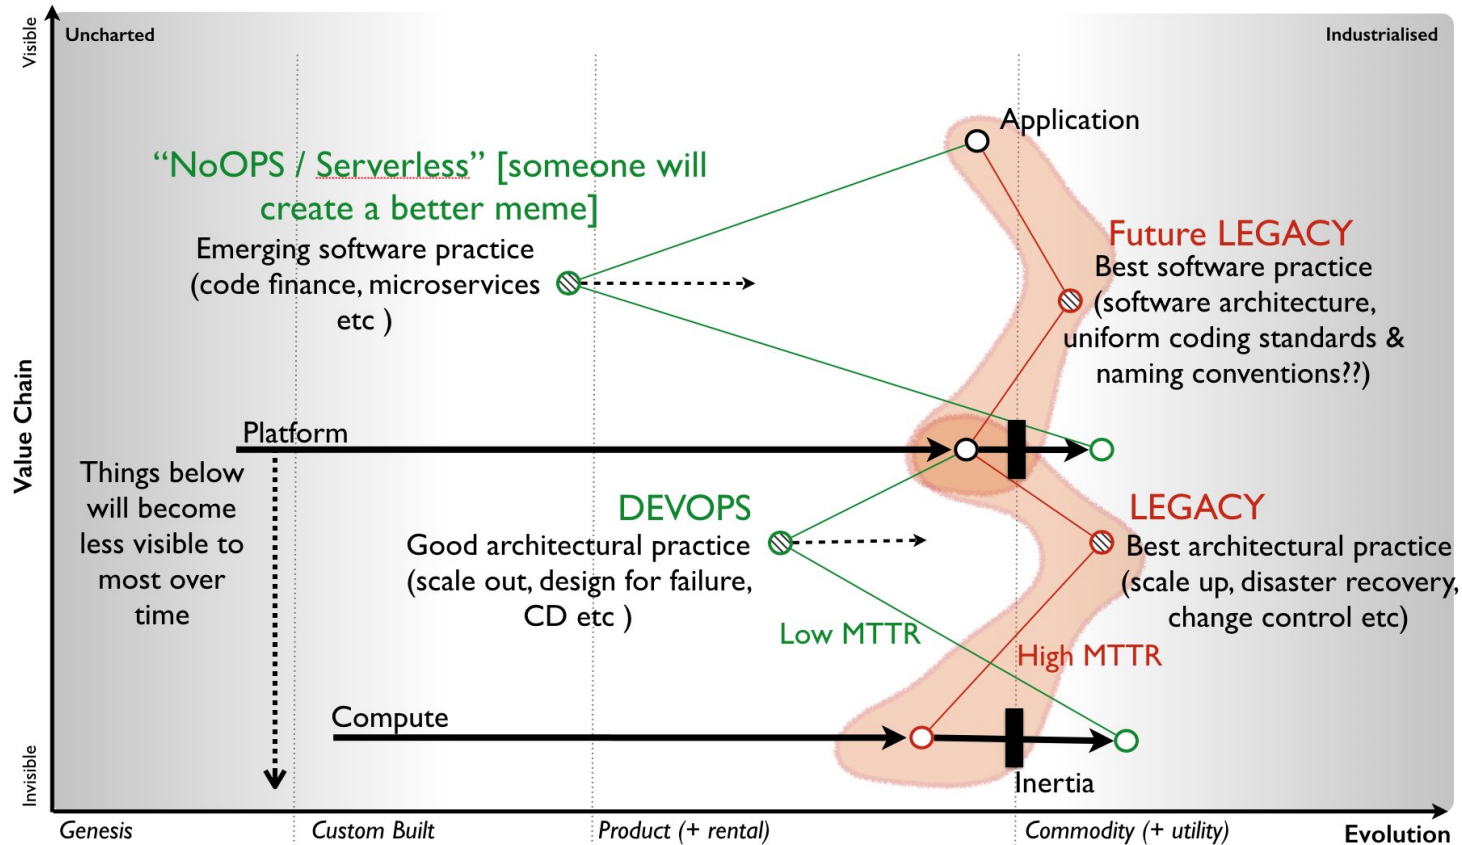 Visible
Uncharted
Industrialised
Application
“NoOPS / Serverless” [someone will
create a better meme]
Emerging software practice
(code finance, microservices
etc )
Future LEGACY
Best software practice
(software architecture,
uniform coding standards &
naming conventions??)
Value Chain
Platform
Things below
will become
less visible to
most over
time
DEVOPS
Good architectural practice
(scale out, design for failure,
CD etc )
LEGACY
Best architectural practice
(scale up, disaster recovery,
change control etc)
Low MTTR
High MTTR
Compute
Inertia
Invisible
Genesis
Custom Built
Product (+ rental)
Commodity (+ utility)
Evolution